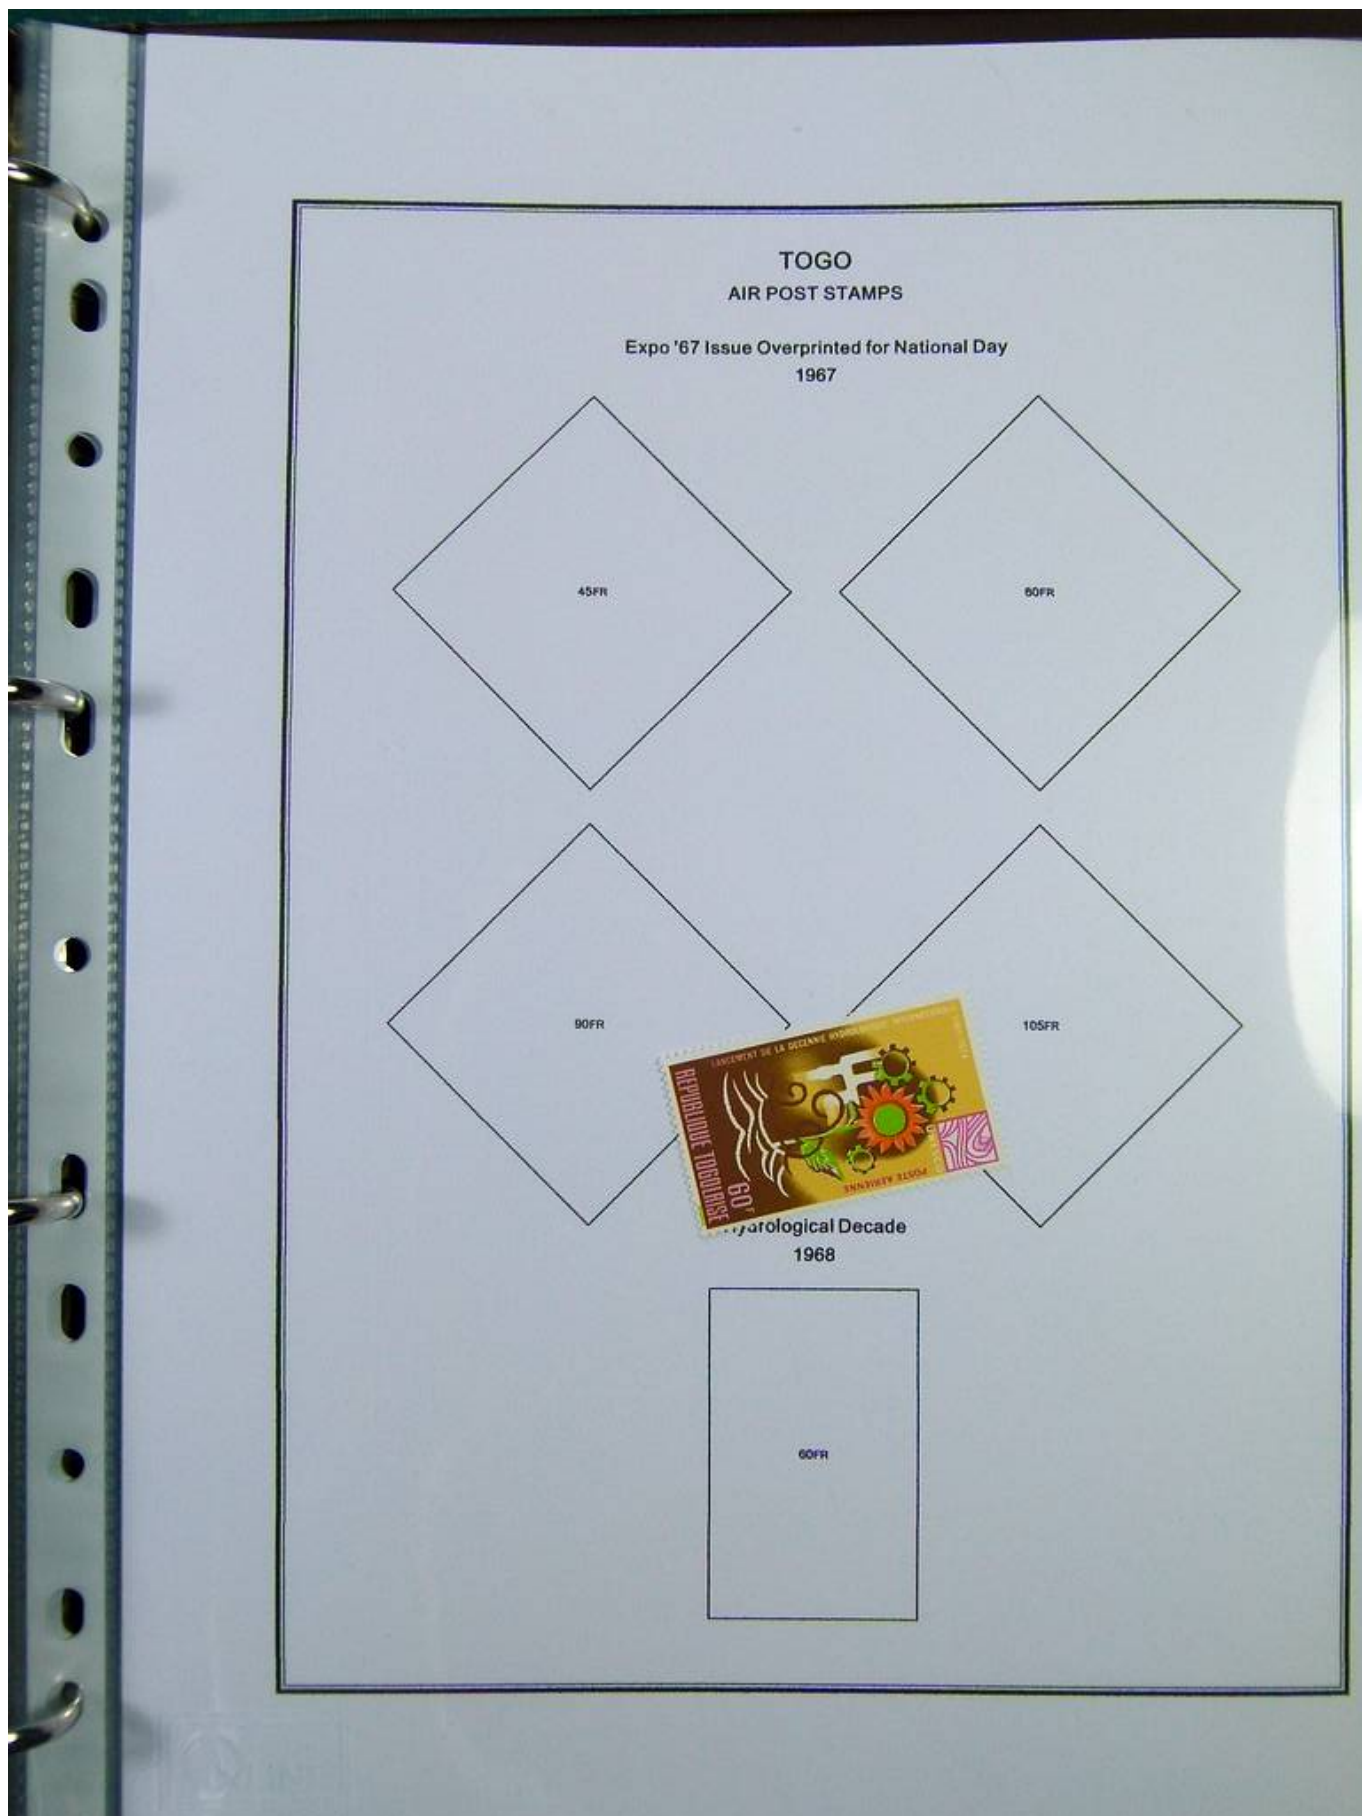 TOGO
AIR POST STAMPS
Expo '67 Issue Overprinted for National Day
1967
45FR
60FR
90FR
105FR
LANCEMENT DE LA DECENNIE
REPUBLIQUE TOGOLAISE
60F
POSTE AERIENNE
Hydrological Decade
1968
60FR